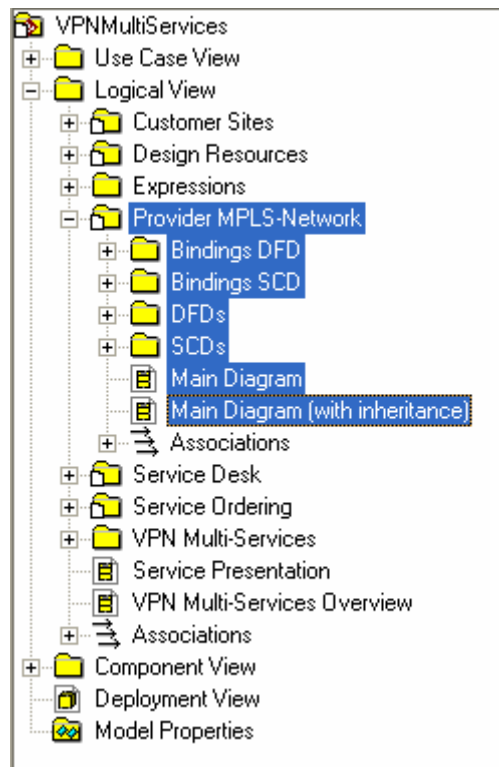 VPNMultiServices
Use Case View
Logical View
Customer Sites
Design Resources
Expressions
Provider MPLS-Network
Bindings DFD
Bindings SCD
DFDs
SCDs
Main Diagram
Main Diagram (with inheritance)
Associations
Service Desk
Service Ordering
VPN Multi-Services
Service Presentation
VPN Multi-Services Overview
Associations
Component View
Deployment View
Model Properties